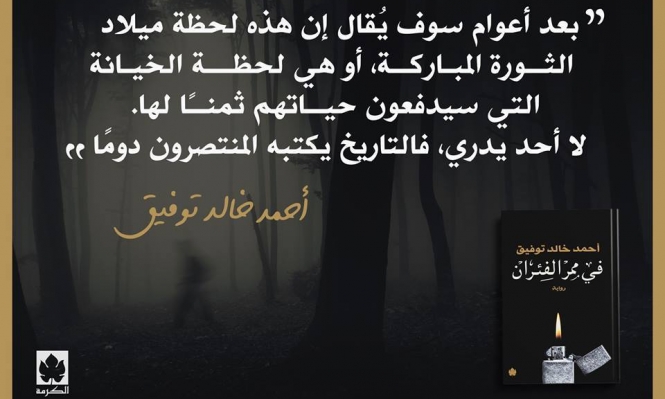 ” بعد أعوام سوف يُقال إن هذه لحظة ميلاد
الثورة المباركة، أو هي لحظة الخيانة
التي سيدفعون حياتهم ثمنًا لها.
لا أحد يدري، فالتاريخ يكتبه المنتصرون دومًا „
أحمد خالد توفيق
أحمد خالد توفيق
في ممر الفئران
رواية
الكرمة